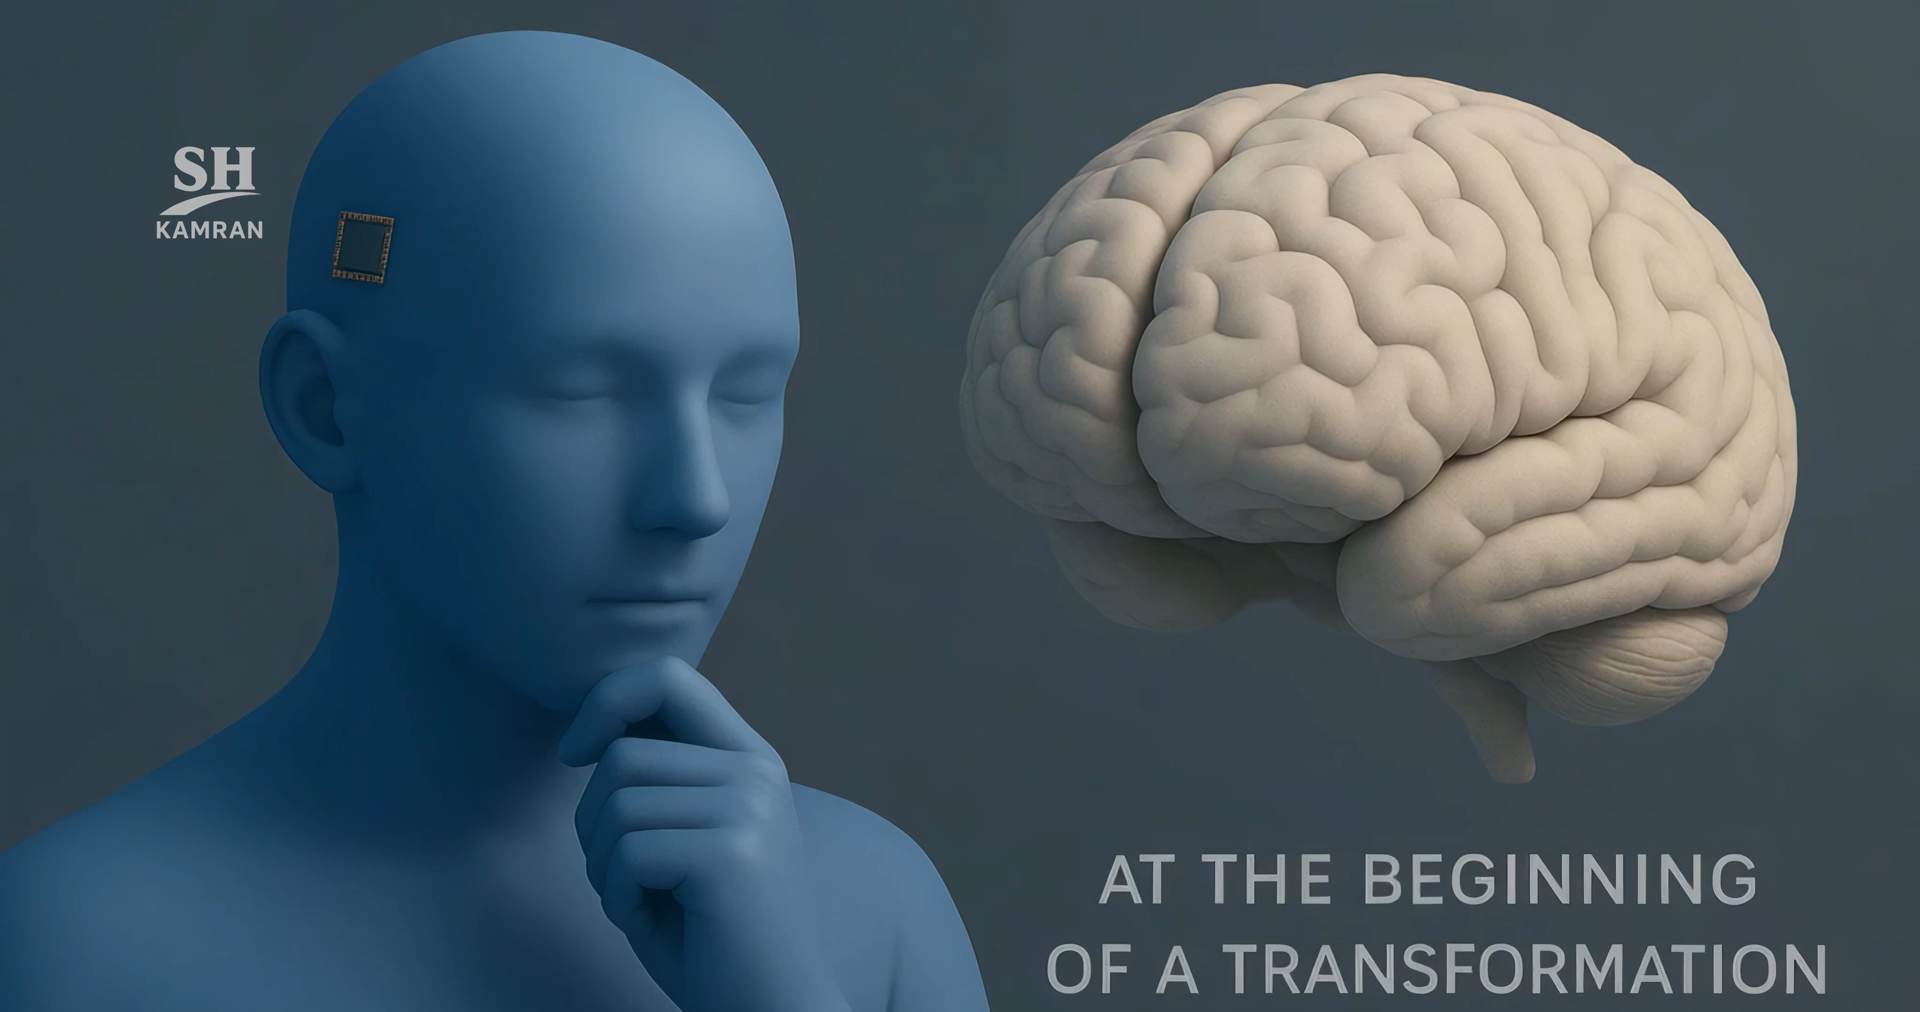 SH
KAMRAN
AT THE BEGINNING
OF A TRANSFORMATION